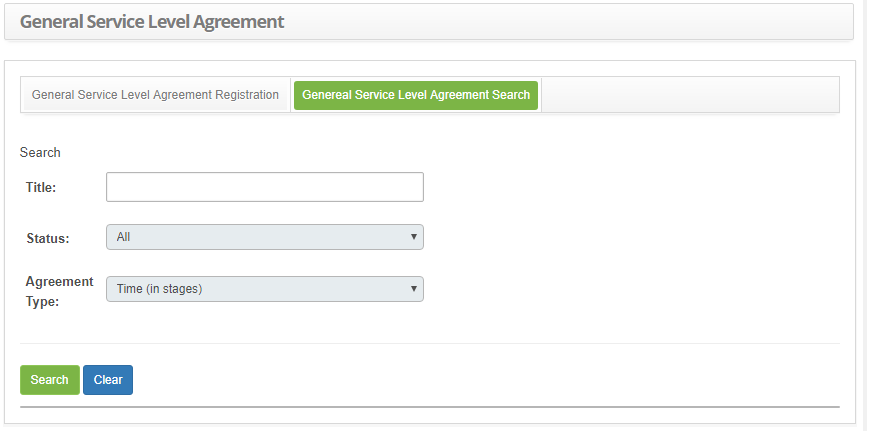 General Service Level Agreement
General Service Level Agreement Registration
Genereal Service Level Agreement Search
Search
Title:
Status:
All
Agreement
Type:
Time (in stages)
Search
Clear